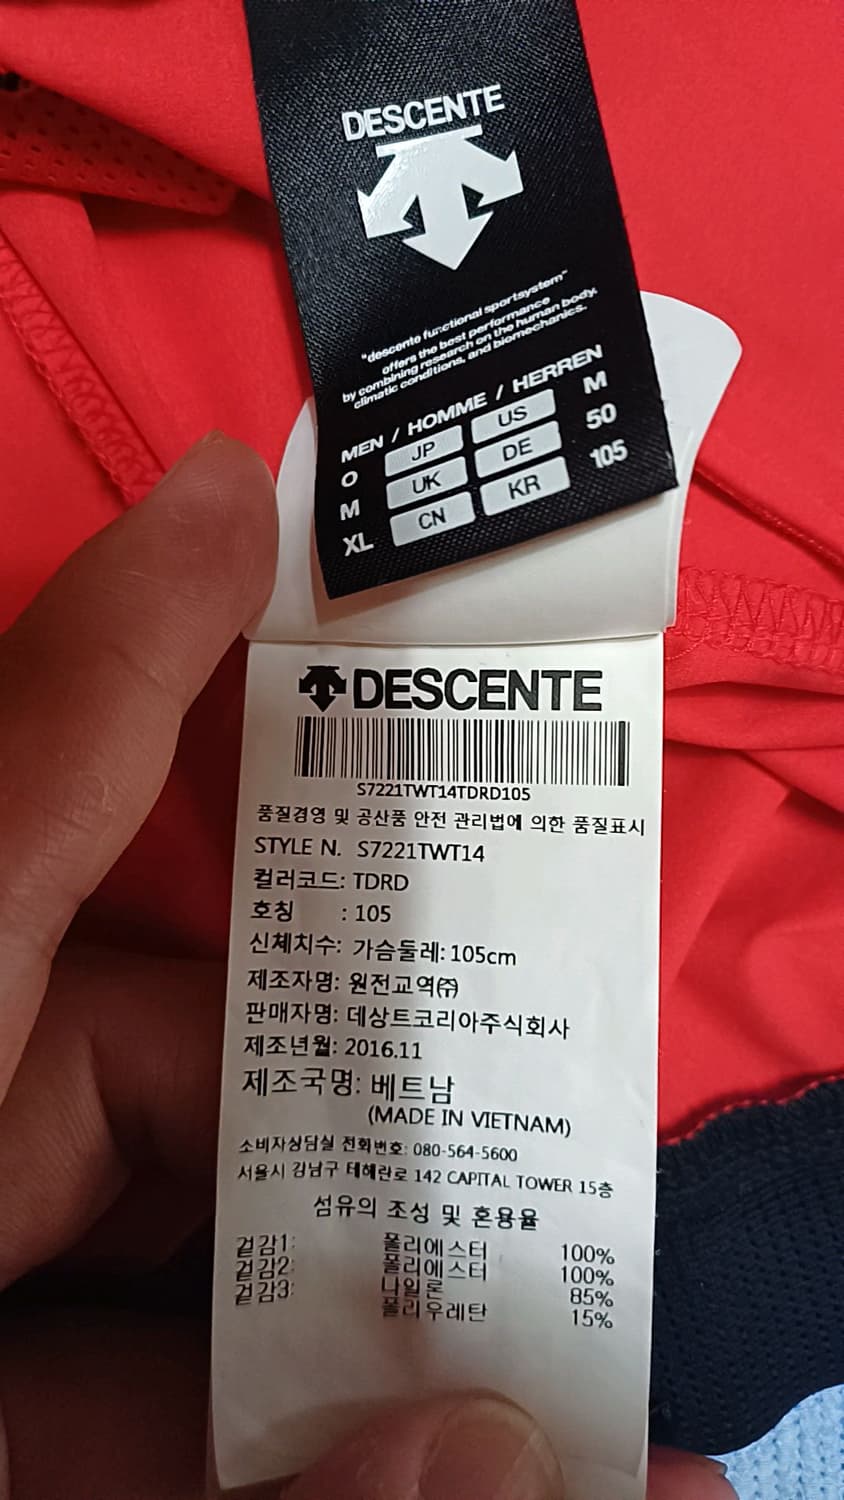 DESCENTE
"descente functional sportsystem"
offers the best performance
by combining research on the human body,
climatic conditions, and biomechanics.
MEN / HOMME / HERREN
O JP US M
M UK DE 50
XL CN KR 105
DESCENTE
S7221TWT14TDRD105
품질경영 및 공산품 안전 관리법에 의한 품질표시
STYLE N. S7221TWT14
컬러코드: TDRD
호칭 : 105
신체치수: 가슴둘레: 105cm
제조자명: 원전교역㈜
판매자명: 데상트코리아주식회사
제조년월: 2016.11
제조국명: 베트남
(MADE IN VIETNAM)
소비자상담실 전화번호: 080-564-5600
서울시 강남구 테헤란로 142 CAPITAL TOWER 15층
섬유의 조성 및 혼용율
겉감1: 폴리에스터 100%
겉감2: 폴리에스터 100%
겉감3: 나일론 85%
폴리우레탄 15%